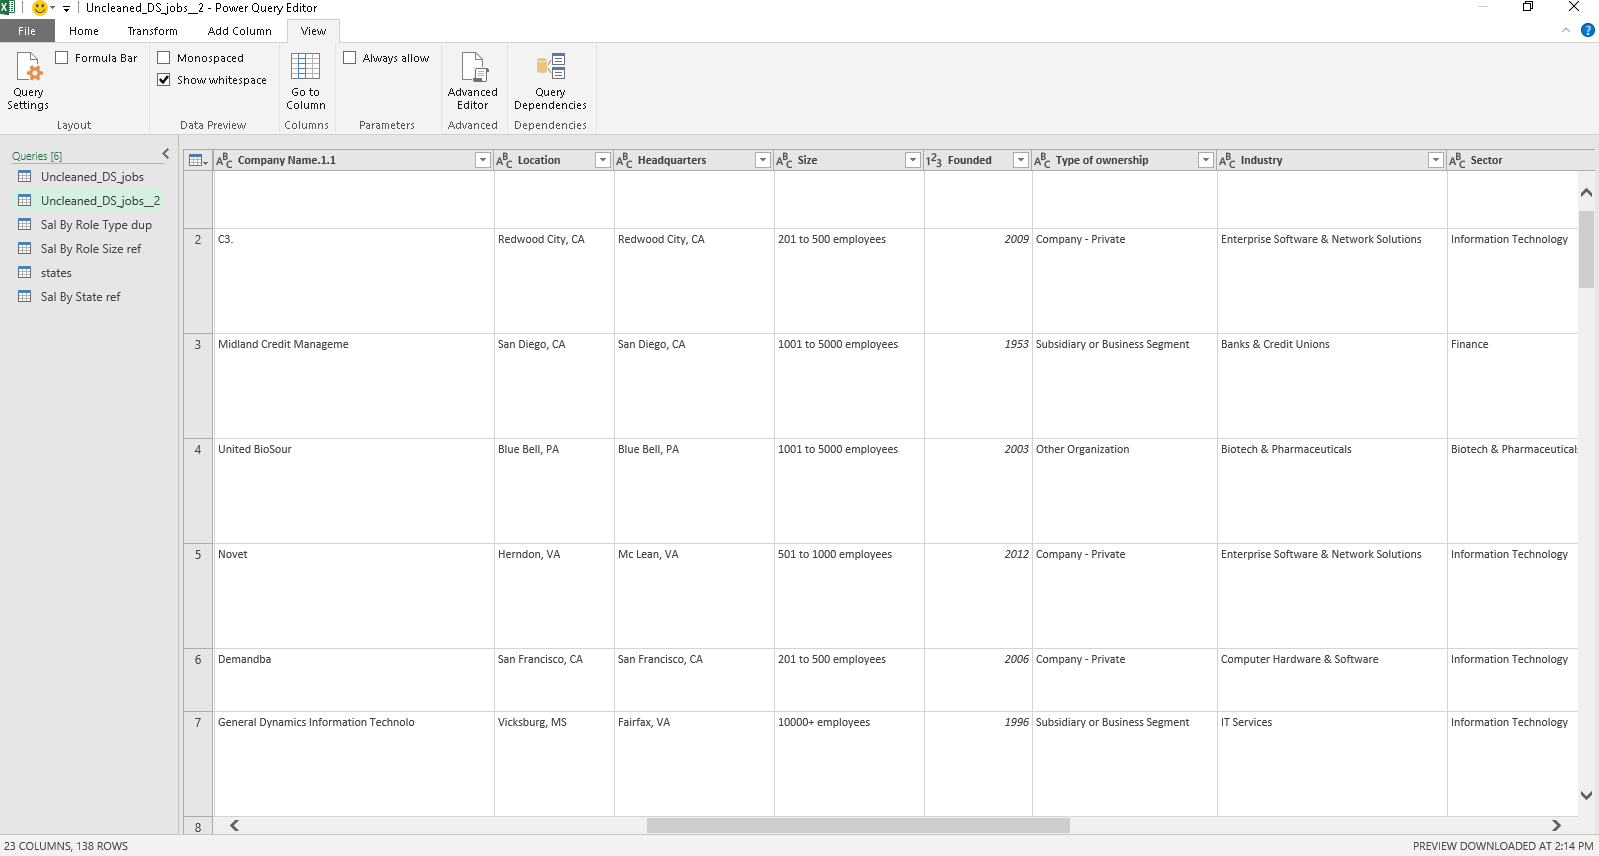 Uncleaned_DS_jobs__2 - Power Query Editor
File Home Transform Add Column View
Formula Bar Monospaced Always allow
Show whitespace
Query Settings Go to Column Advanced Editor Query Dependencies
Layout Data Preview Columns Parameters Advanced Dependencies
Queries [6]
Uncleaned_DS_jobs
Uncleaned_DS_jobs__2
Sal By Role Type dup
Sal By Role Size ref
states
Sal By State ref
ABC Company Name.1.1 ABC Location ABC Headquarters ABC Size 123 Founded ABC Type of ownership ABC Industry ABC Sector
2 C3. Redwood City, CA Redwood City, CA 201 to 500 employees 2009 Company - Private Enterprise Software & Network Solutions Information Technology
3 Midland Credit Manageme San Diego, CA San Diego, CA 1001 to 5000 employees 1953 Subsidiary or Business Segment Banks & Credit Unions Finance
4 United BioSour Blue Bell, PA Blue Bell, PA 1001 to 5000 employees 2003 Other Organization Biotech & Pharmaceuticals Biotech & Pharmaceutical
5 Novet Herndon, VA Mc Lean, VA 501 to 1000 employees 2012 Company - Private Enterprise Software & Network Solutions Information Technology
6 Demandba San Francisco, CA San Francisco, CA 201 to 500 employees 2006 Company - Private Computer Hardware & Software Information Technology
7 General Dynamics Information Technolo Vicksburg, MS Fairfax, VA 10000+ employees 1996 Subsidiary or Business Segment IT Services Information Technology
8
23 COLUMNS, 138 ROWS PREVIEW DOWNLOADED AT 2:14 PM